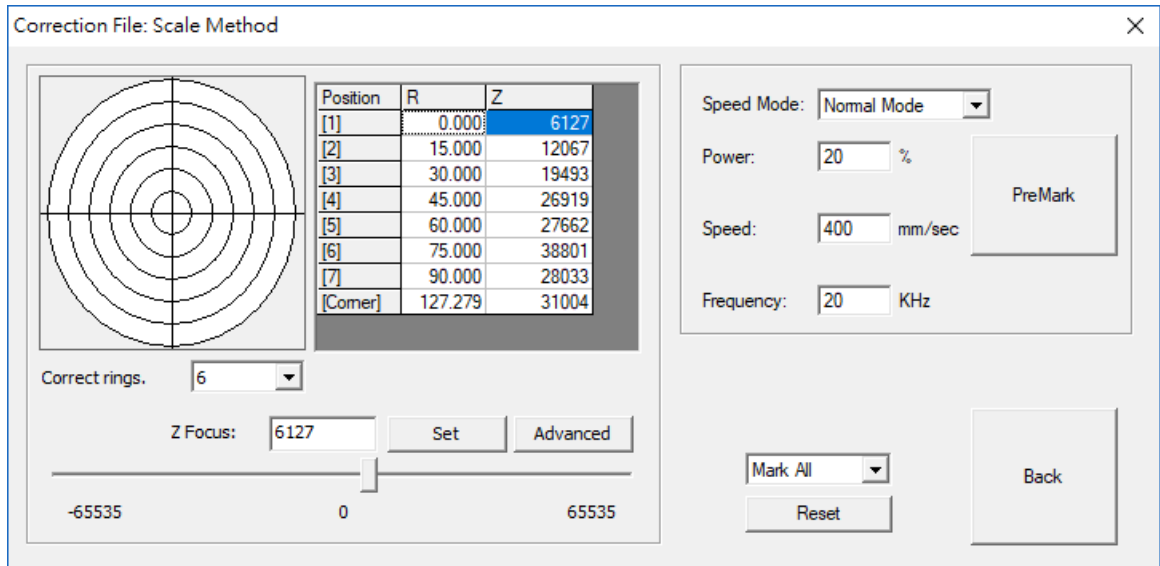 Correction File: Scale Method
Position R Z
[1] 0.000 6127
[2] 15.000 12067
[3] 30.000 19493
[4] 45.000 26919
[5] 60.000 27662
[6] 75.000 38801
[7] 90.000 28033
[Corner] 127.279 31004
Correct rings. 6
Z Focus: 6127 Set Advanced
-65535 0 65535
Speed Mode: Normal Mode
Power: 20 %
PreMark
Speed: 400 mm/sec
Frequency: 20 KHz
Mark All
Reset
Back